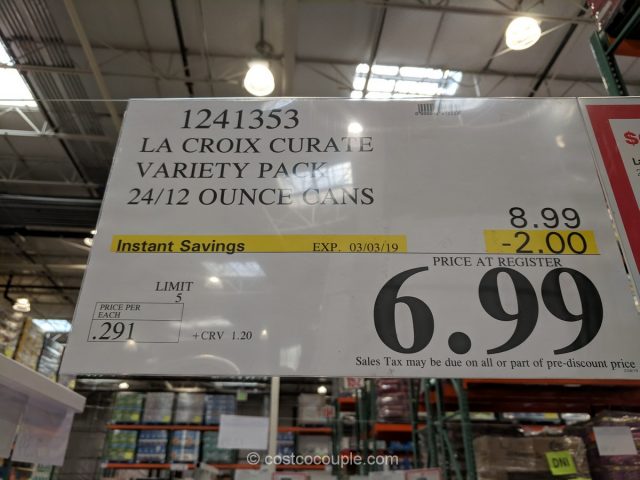 1241353
LA CROIX CURATE
VARIETY PACK
24/12 OUNCE CANS
8.99
Instant Savings EXP. 03/03/19 -2.00
PRICE AT REGISTER
6.99
LIMIT
5
PRICE PER
EACH
.291
+CRV 1.20
Sales Tax may be due on all or part of pre-discount price
DNI
© costcocouple.com